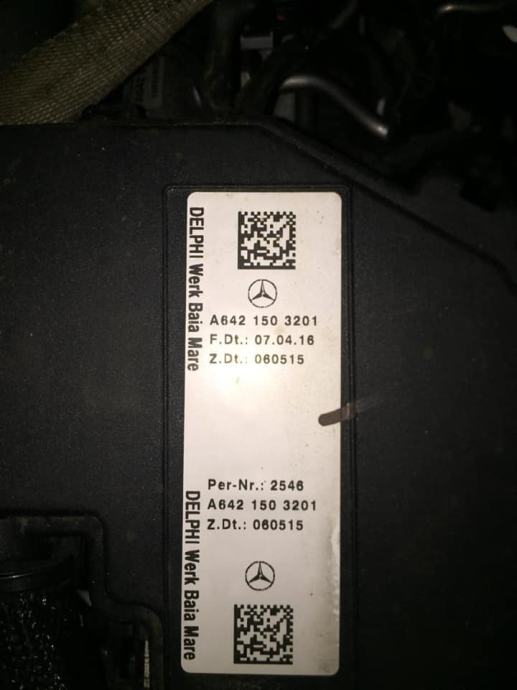 DELPHI Werk Baia Mare
A642 150 3201
F.Dt.: 07.04.16
Z.Dt.: 060515
Per-Nr.: 2546
A642 150 3201
Z.Dt.: 060515
DELPHI Werk Baia Mare